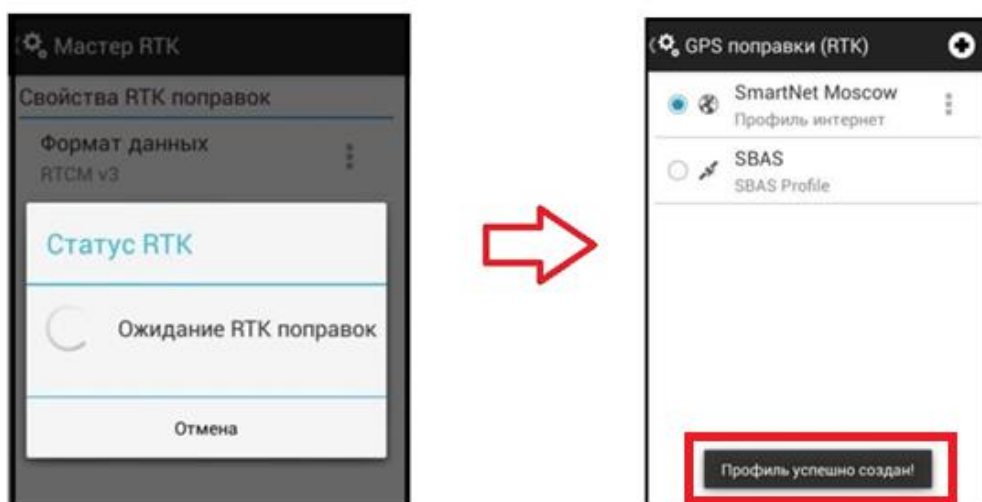 Мастер RTK
Свойства RTK поправок
Формат данных
RTCM v3
Статус RTK
Ожидание RTK поправок
Отмена
GPS поправки (RTK)
SmartNet Moscow
Профиль интернет
SBAS
SBAS Profile
Профиль успешно создан!